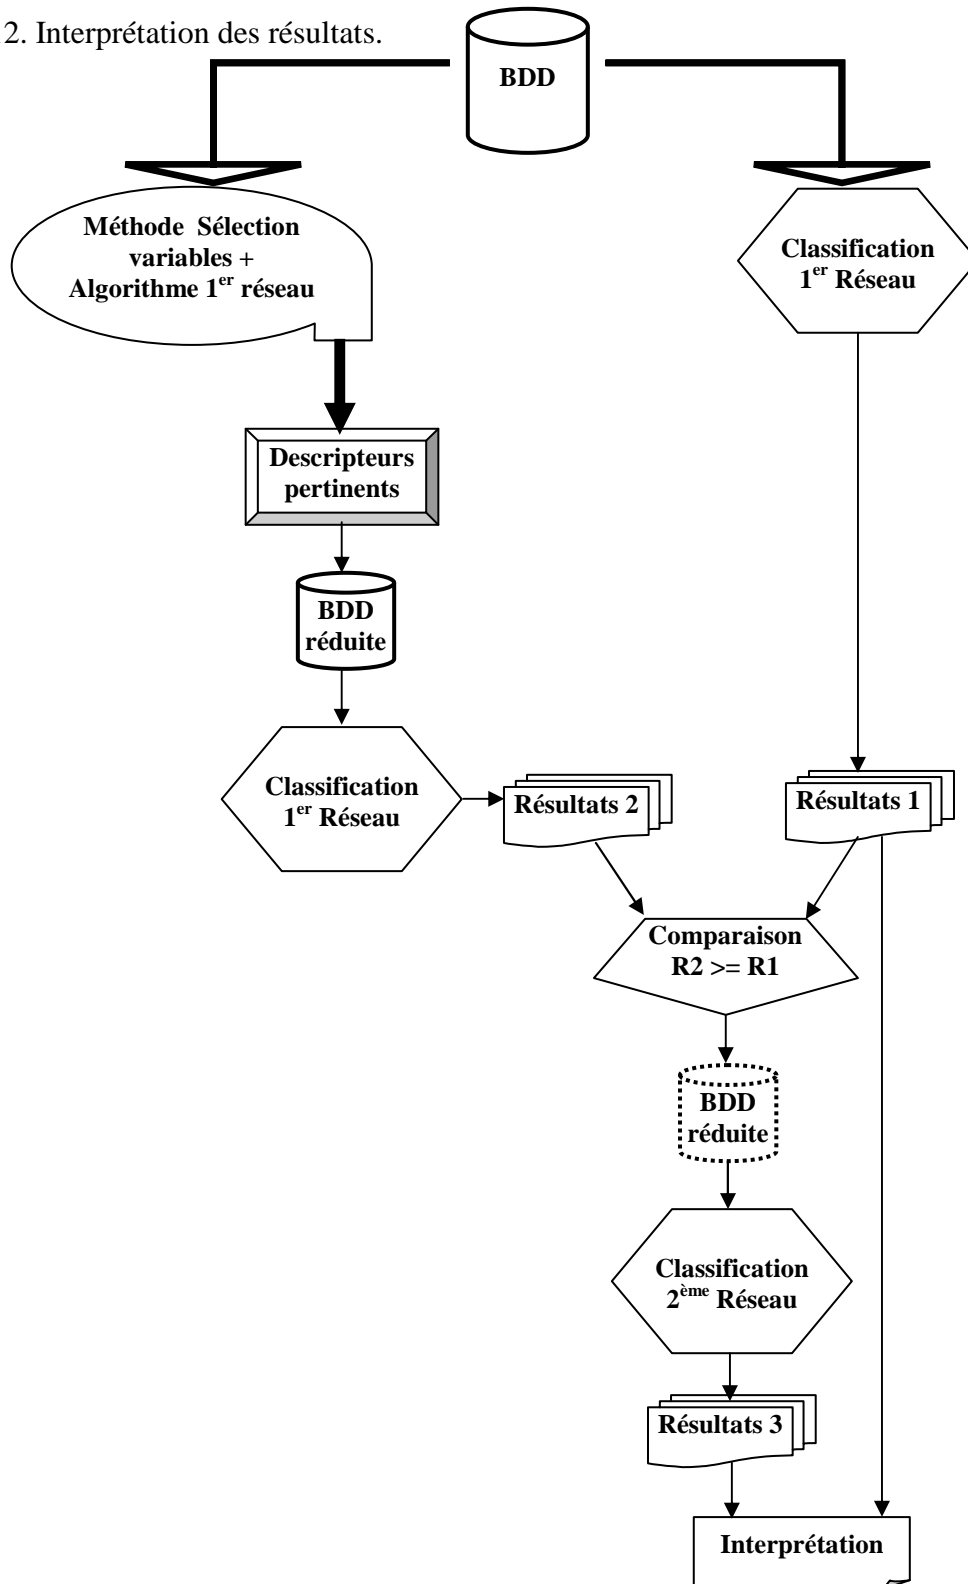 2. Interprétation des résultats.
BDD
Méthode Sélection
variables +
Algorithme 1er réseau
Classification
1er Réseau
Descripteurs
pertinents
BDD
réduite
Classification
1er Réseau
Résultats 2
Résultats 1
Comparaison
R2 >= R1
BDD
réduite
Classification
2ème Réseau
Résultats 3
Interprétation